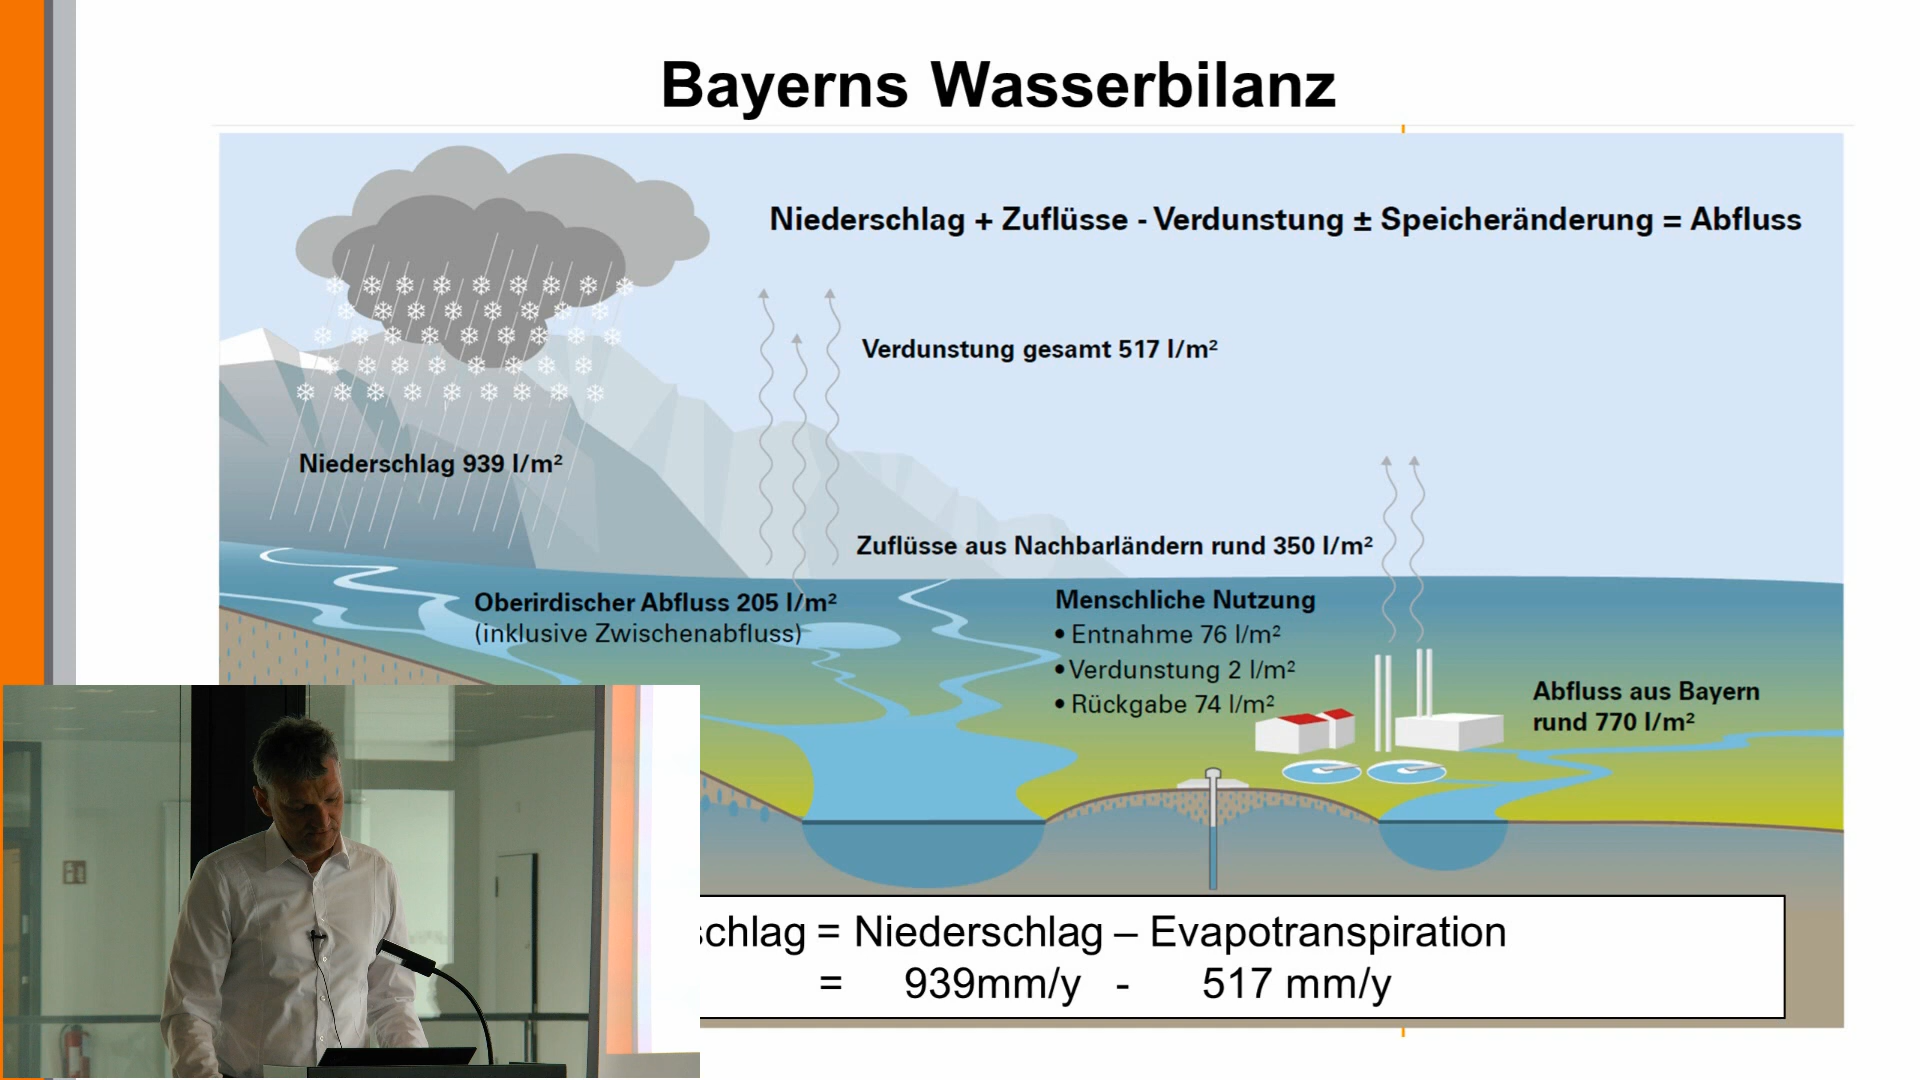 Bayerns Wasserbilanz
Niederschlag + Zuflüsse - Verdunstung ± Speicheränderung = Abfluss
Verdunstung gesamt 517 l/m²
Niederschlag 939 l/m²
Zuflüsse aus Nachbarländern rund 350 l/m²
Oberirdischer Abfluss 205 l/m²
(inklusive Zwischenabfluss)
Menschliche Nutzung
• Entnahme 76 l/m²
• Verdunstung 2 l/m²
• Rückgabe 74 l/m²
Abfluss aus Bayern
rund 770 l/m²
schlag = Niederschlag – Evapotranspiration
= 939mm/y - 517 mm/y